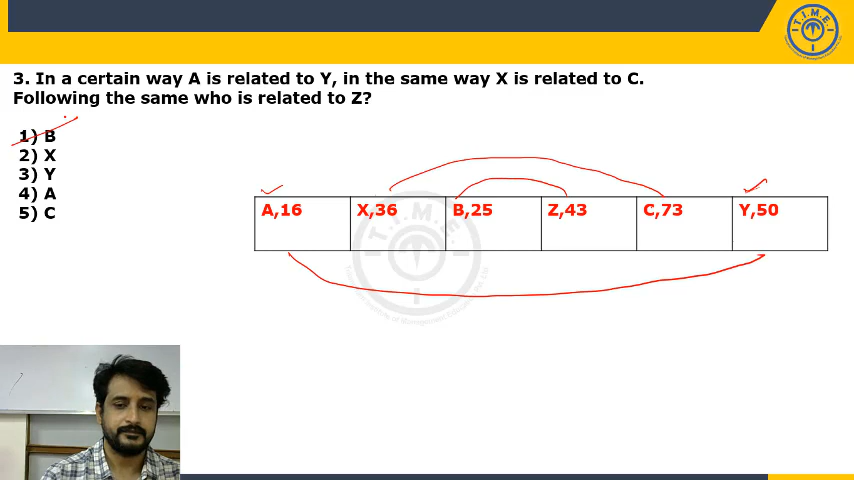 T.I.M.E.
3. In a certain way A is related to Y, in the same way X is related to C.
Following the same who is related to Z?
1) B
2) X
3) Y
4) A
5) C
A,16 X,36 B,25 Z,43 C,73 Y,50
T.I.M.E.